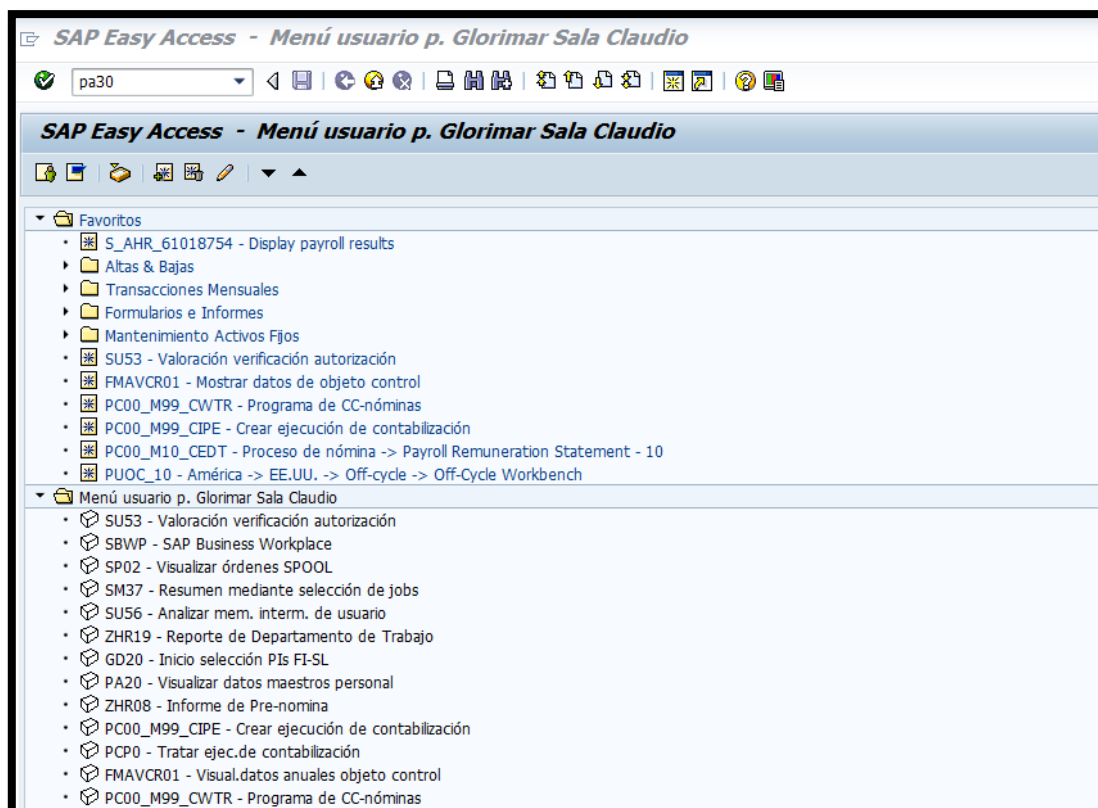 SAP Easy Access - Menú usuario p. Glorimar Sala Claudio
pa30
SAP Easy Access - Menú usuario p. Glorimar Sala Claudio
Favoritos
S_AHR_61018754 - Display payroll results
Altas & Bajas
Transacciones Mensuales
Formularios e Informes
Mantenimiento Activos Fijos
SU53 - Valoración verificación autorización
FMAVCR01 - Mostrar datos de objeto control
PC00_M99_CWTR - Programa de CC-nóminas
PC00_M99_CIPE - Crear ejecución de contabilización
PC00_M10_CEDT - Proceso de nómina -> Payroll Remuneration Statement - 10
PUOC_10 - América -> EE.UU. -> Off-cycle -> Off-Cycle Workbench
Menú usuario p. Glorimar Sala Claudio
SU53 - Valoración verificación autorización
SBWP - SAP Business Workplace
SP02 - Visualizar órdenes SPOOL
SM37 - Resumen mediante selección de jobs
SU56 - Analizar mem. interm. de usuario
ZHR19 - Reporte de Departamento de Trabajo
GD20 - Inicio selección PIs FI-SL
PA20 - Visualizar datos maestros personal
ZHR08 - Informe de Pre-nomina
PC00_M99_CIPE - Crear ejecución de contabilización
PCP0 - Tratar ejec.de contabilización
FMAVCR01 - Visual.datos anuales objeto control
PC00_M99_CWTR - Programa de CC-nóminas